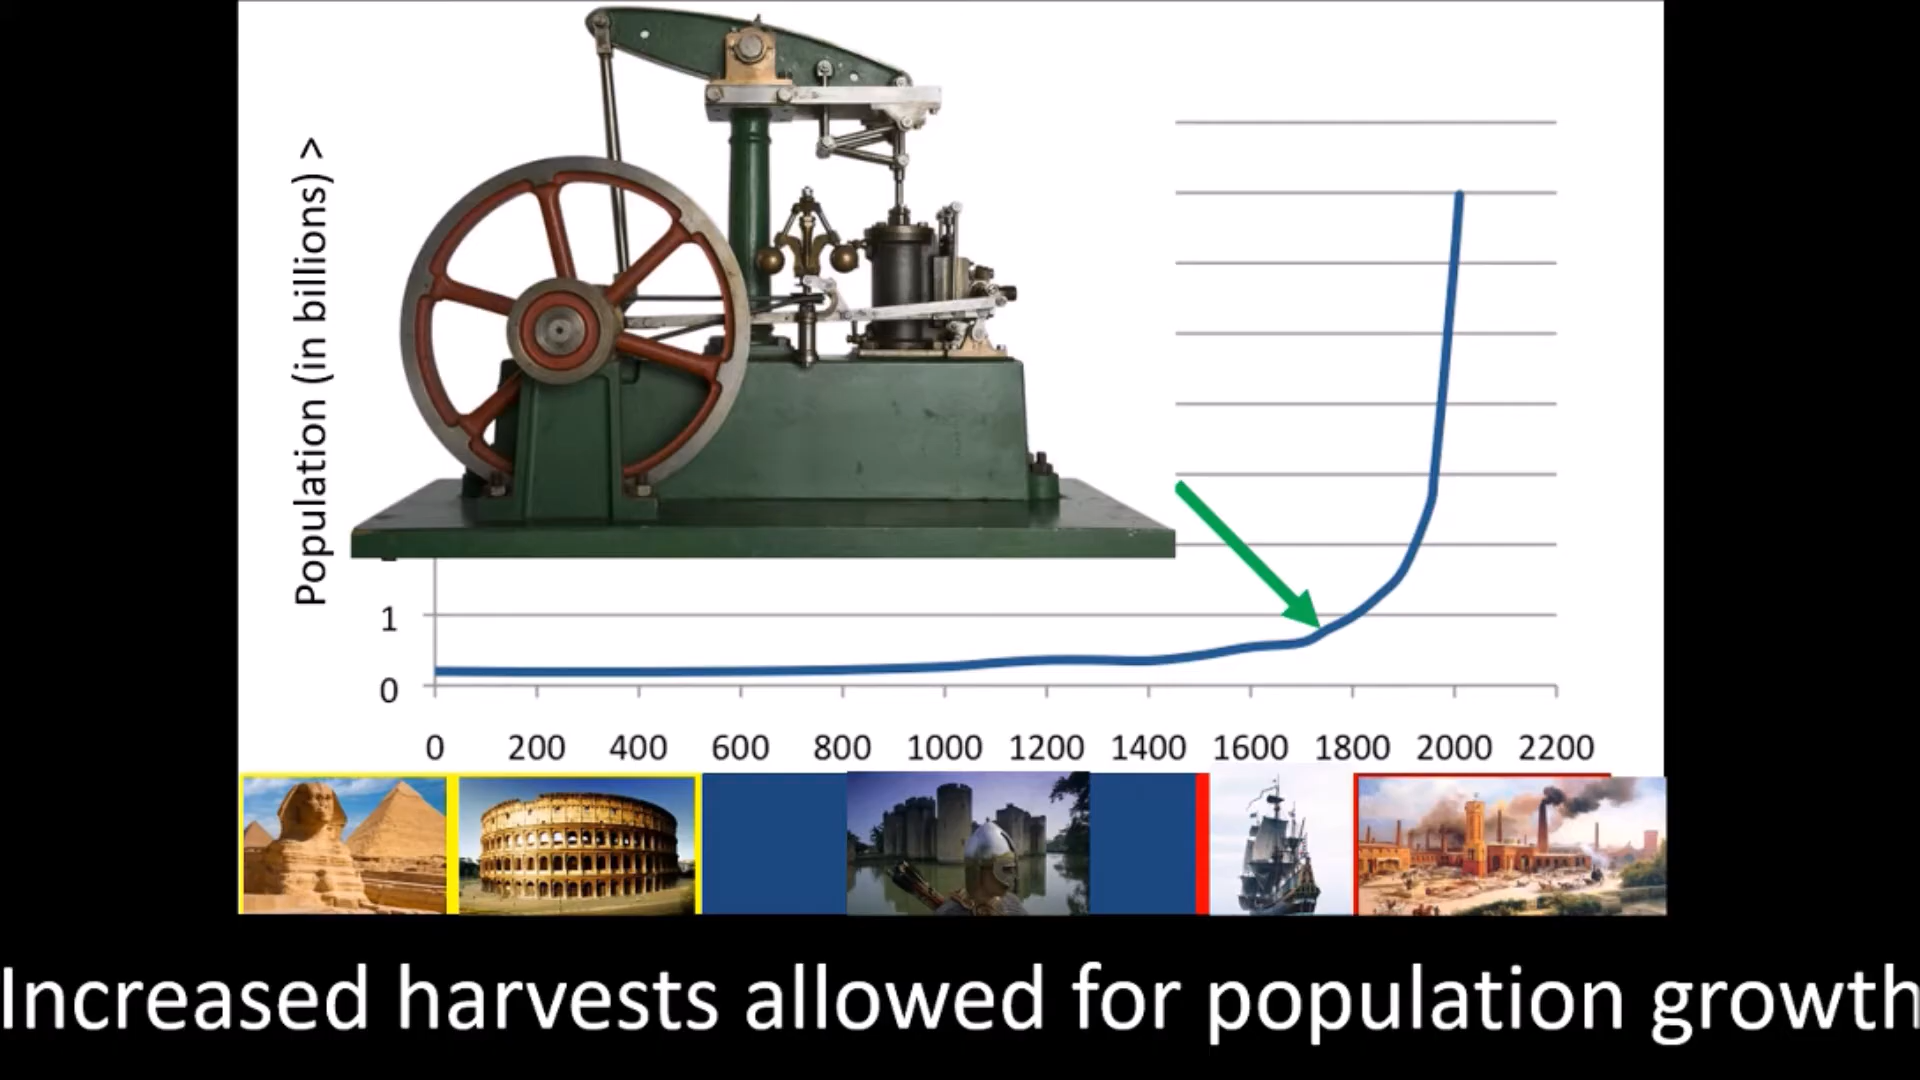 Population (in billions) >
1
0
0 200 400 600 800 1000 1200 1400 1600 1800 2000 2200
Increased harvests allowed for population growth